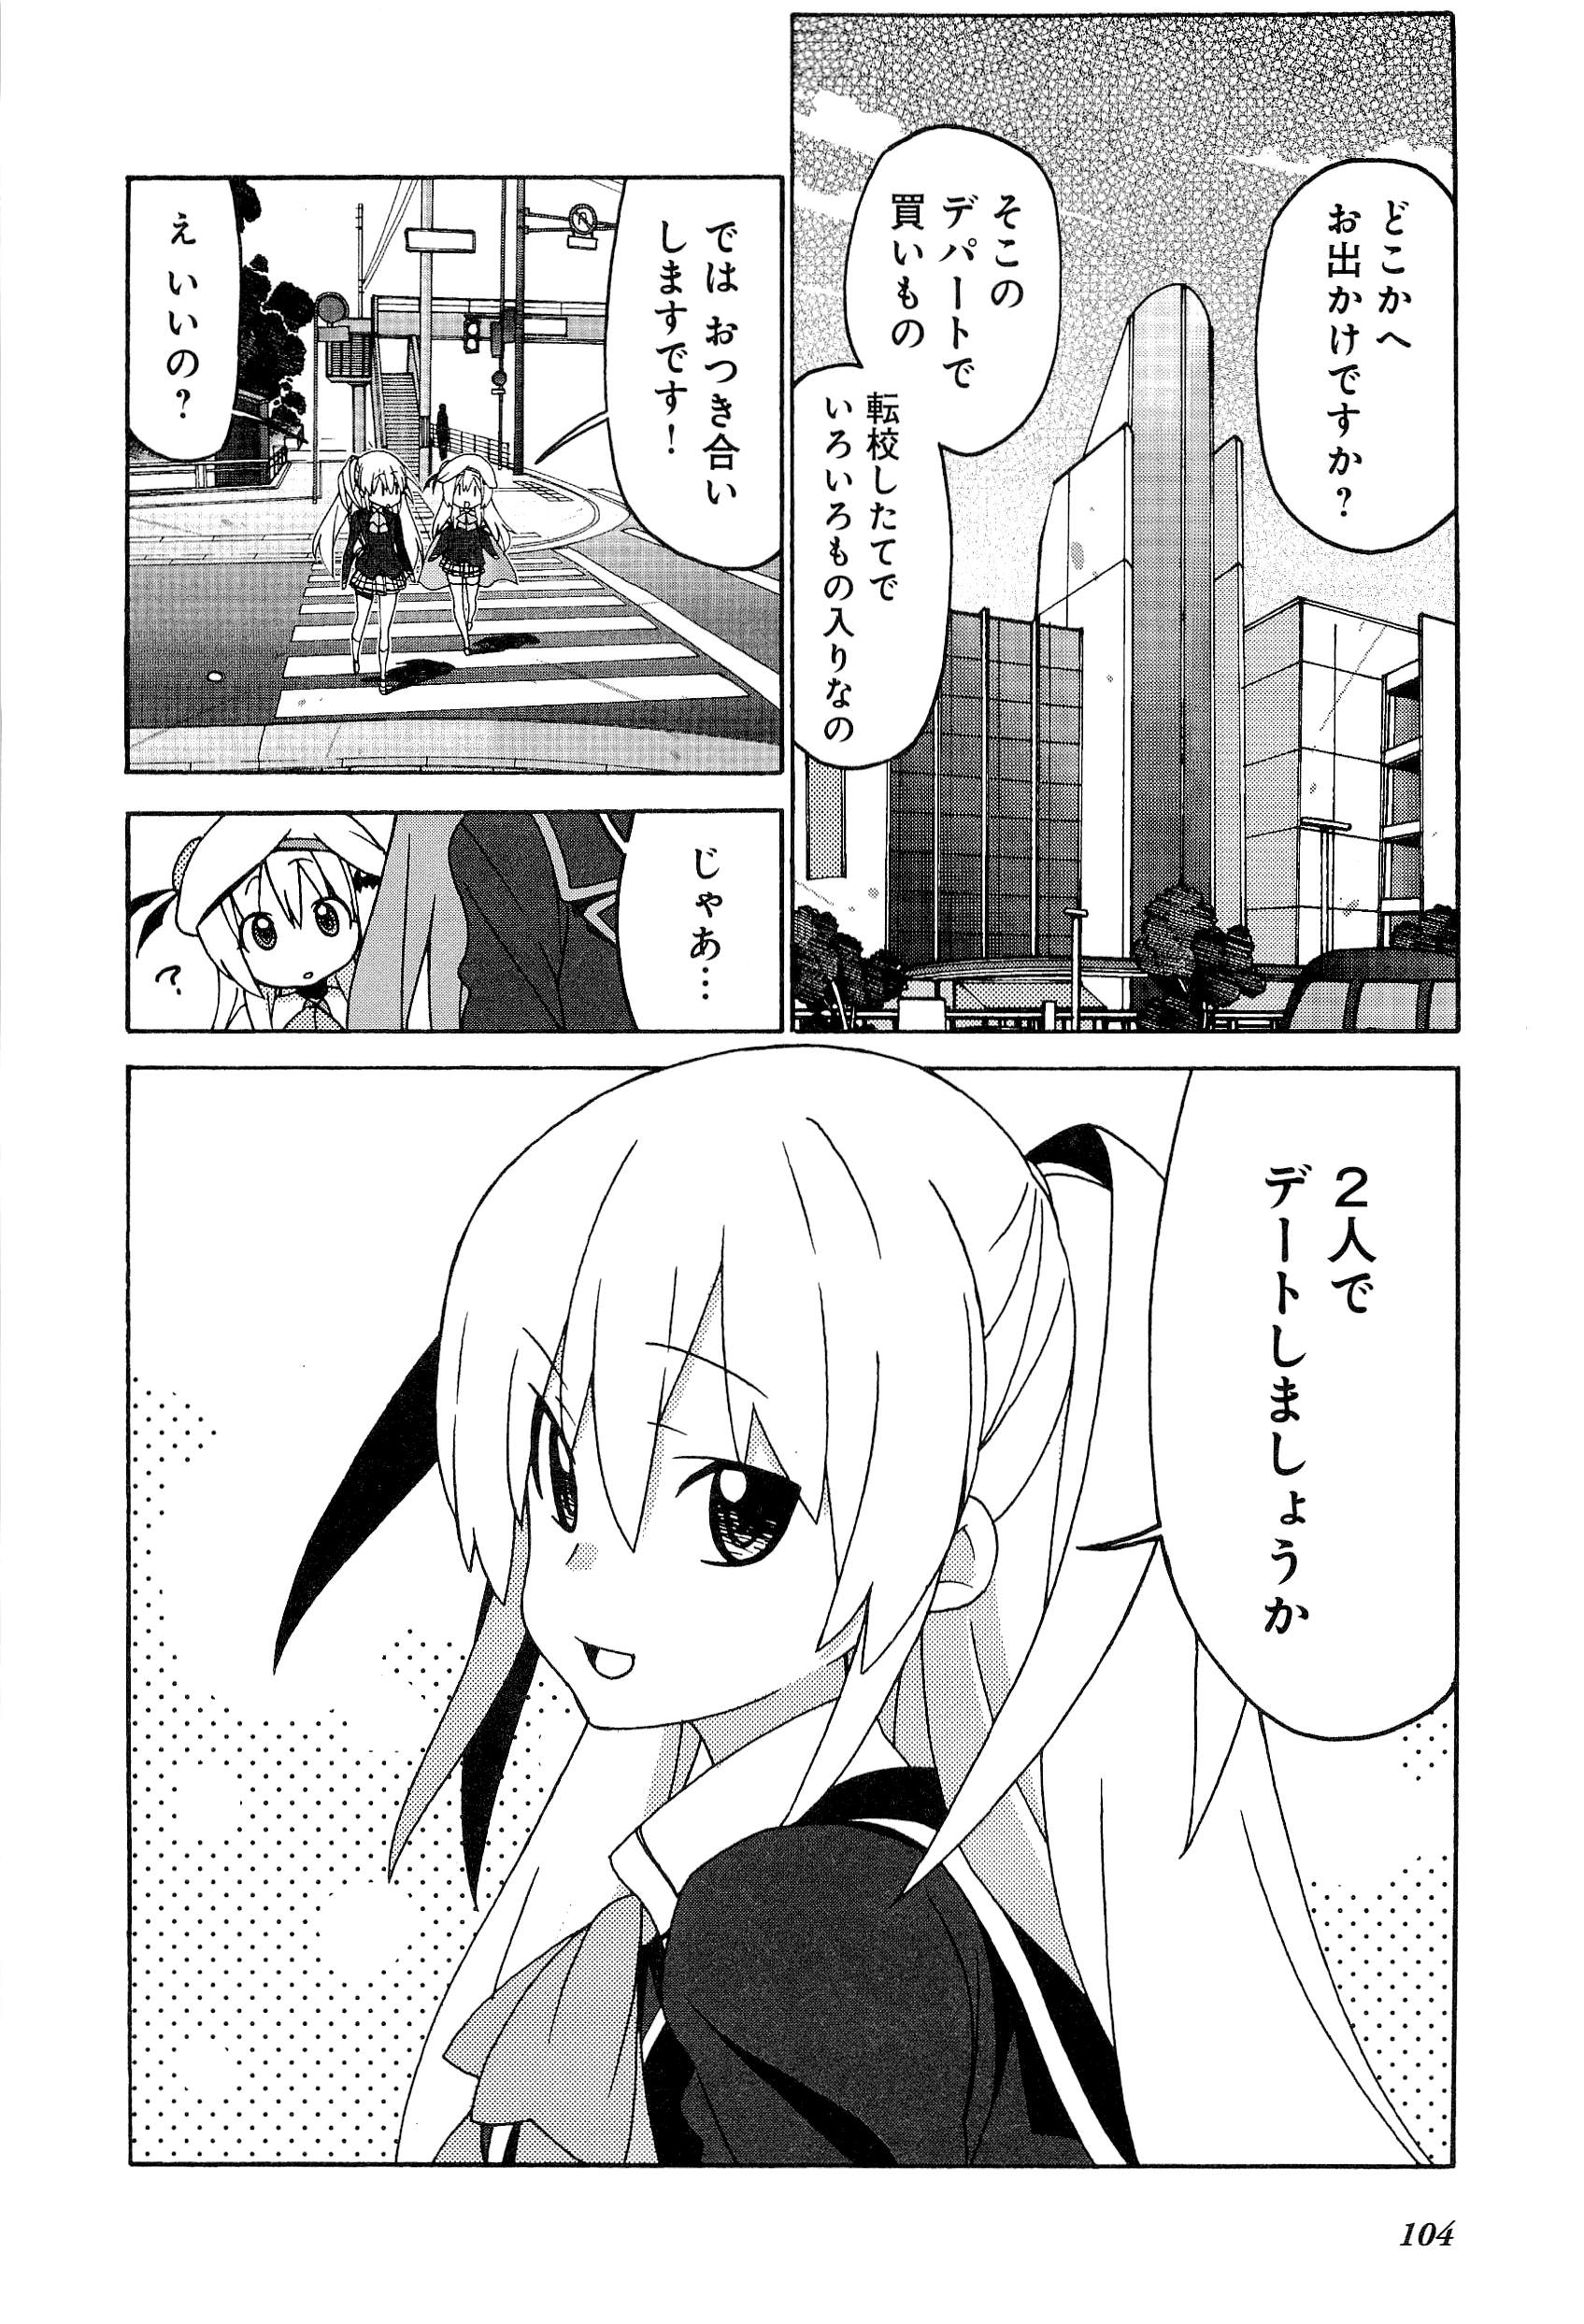 どこかへ
お出かけですか?
そこの
デパートで
買いもの
転校したてで
いろいろもの入りなの
では おつき合い
しますです!
え いいの?
じゃあ…
?
2人で
デートしましょうか
104